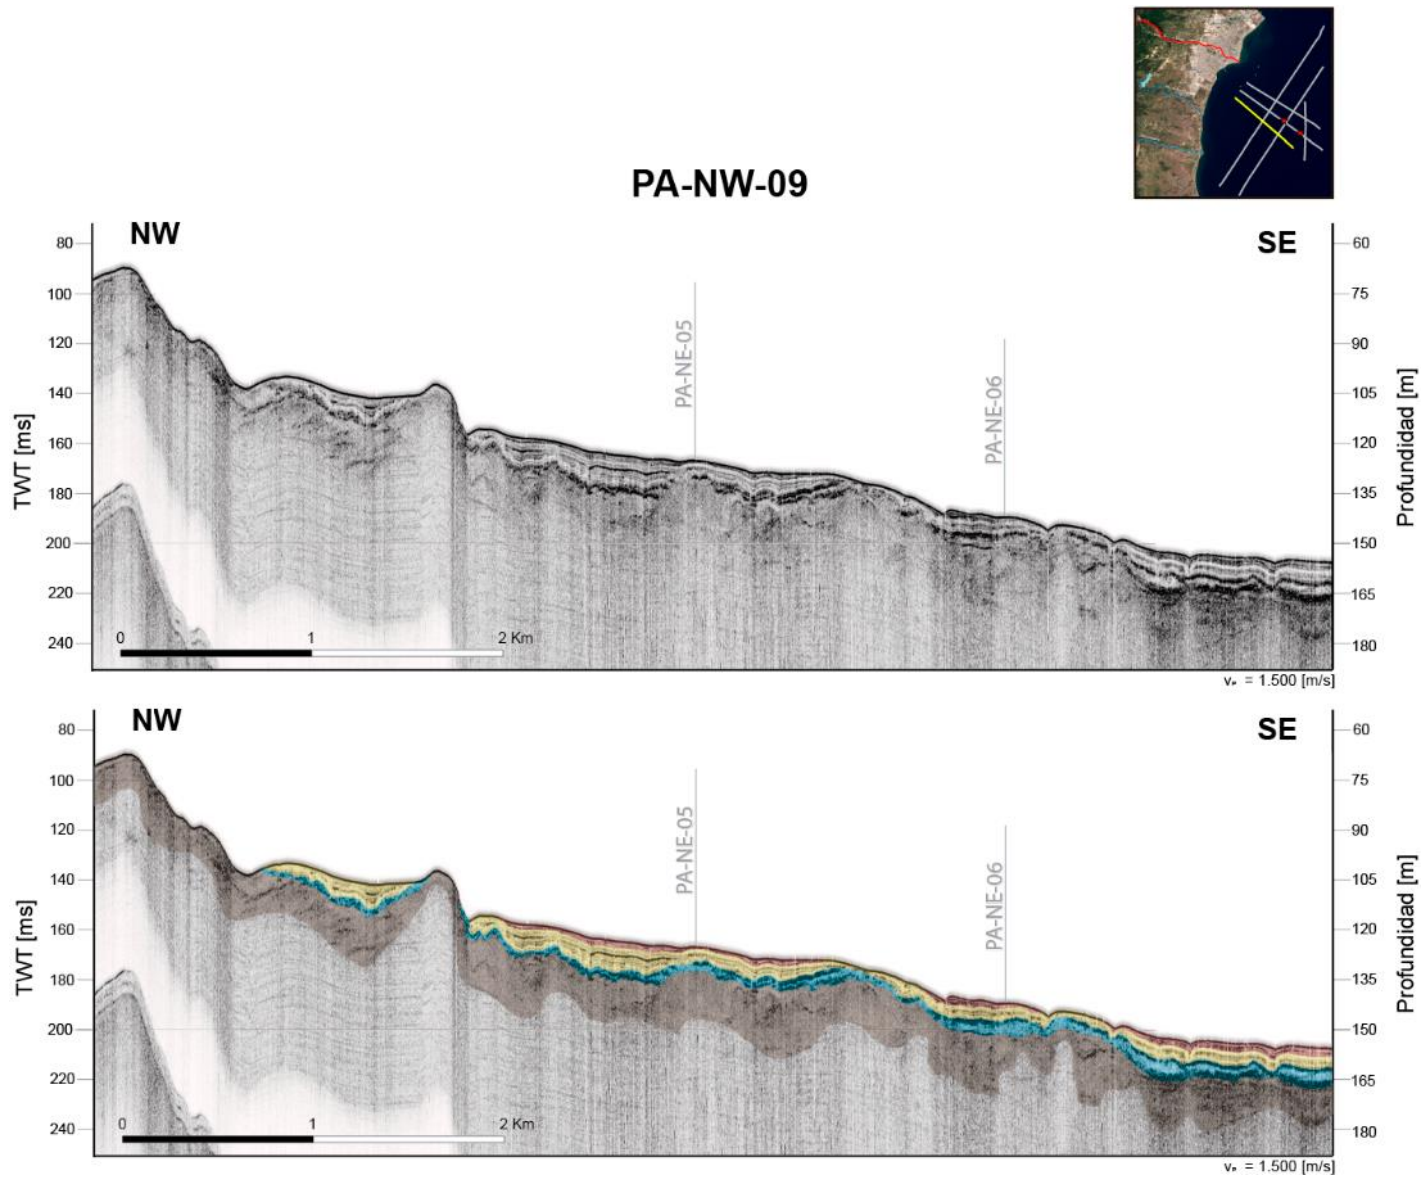 PA-NW-09
NW
SE
80
100
120
140
160
180
200
220
240
TWT [ms]
PA-NE-05
PA-NE-06
60
75
90
105
120
135
150
165
180
Profundidad [m]
0 1 2 Km
vₚ = 1.500 [m/s]
NW
SE
80
100
120
140
160
180
200
220
240
TWT [ms]
PA-NE-05
PA-NE-06
60
75
90
105
120
135
150
165
180
Profundidad [m]
0 1 2 Km
vₚ = 1.500 [m/s]